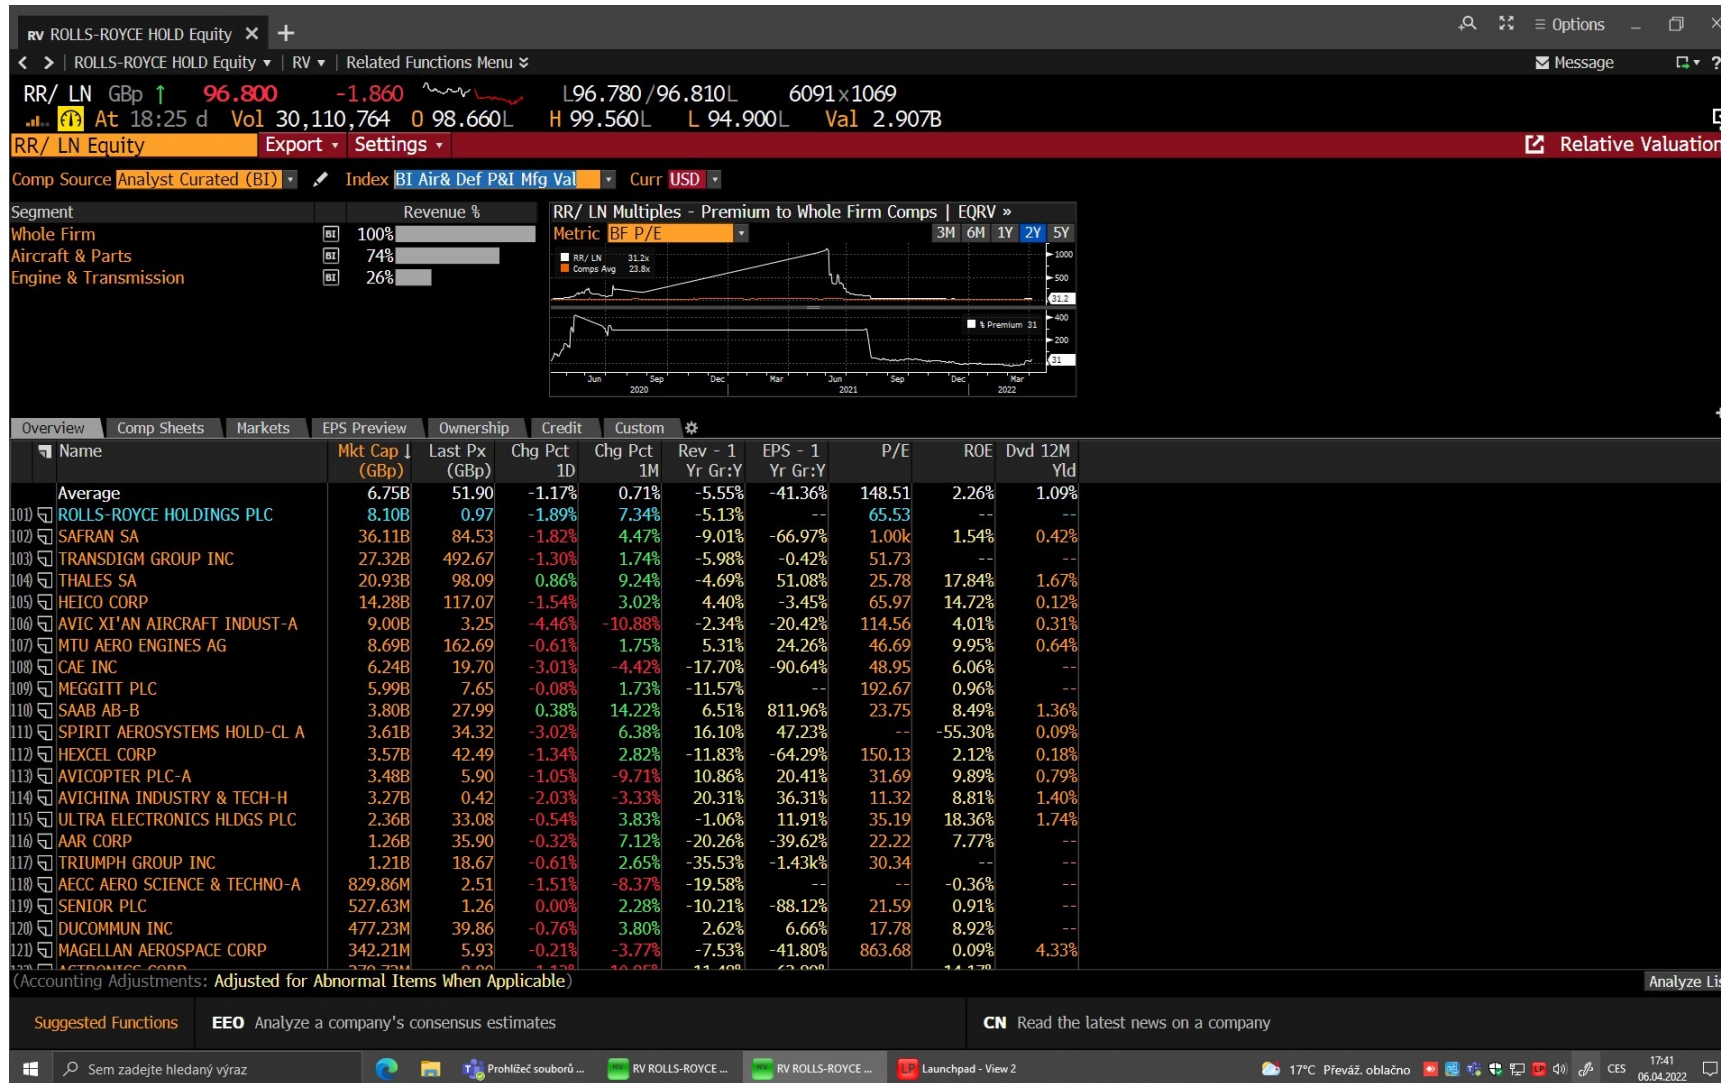 RV ROLLS-ROYCE HOLD Equity × +
≡ Options
< > | ROLLS-ROYCE HOLD Equity ▾ | RV ▾ | Related Functions Menu
Message ?
RR/ LN GBp ↑ 96.800 -1.860 L96.780/96.810L 6091x1069
At 18:25 d Vol 30,110,764 O 98.660L H 99.560L L 94.900L Val 2.907B
RR/ LN Equity Export ▾ Settings ▾ Relative Valuation
Comp Source Analyst Curated (BI) ▾ Index BI Air& Def P&I Mfg Val ▾ Curr USD ▾
Segment Revenue %
Whole Firm BI 100%
Aircraft & Parts BI 74%
Engine & Transmission BI 26%
RR/ LN Multiples - Premium to Whole Firm Comps | EQRV »
Metric BF P/E ▾ 3M 6M 1Y 2Y 5Y
RR/ LN 31.2x
Comps Avg 23.8x
1000
500
31.2
% Premium 31
400
200
31
Jun Sep Dec Mar Jun Sep Dec Mar
2020 2021 2022
Overview Comp Sheets Markets EPS Preview Ownership Credit Custom
Name Mkt Cap ↓ Last Px Chg Pct Chg Pct Rev - 1 EPS - 1 P/E ROE Dvd 12M
(GBp) (GBp) 1D 1M Yr Gr:Y Yr Gr:Y Yld
Average 6.75B 51.90 -1.17% 0.71% -5.55% -41.36% 148.51 2.26% 1.09%
101) ROLLS-ROYCE HOLDINGS PLC 8.10B 0.97 -1.89% 7.34% -5.13% -- 65.53 -- --
102) SAFRAN SA 36.11B 84.53 -1.82% 4.47% -9.01% -66.97% 1.00k 1.54% 0.42%
103) TRANSDIGM GROUP INC 27.32B 492.67 -1.30% 1.74% -5.98% -0.42% 51.73 -- --
104) THALES SA 20.93B 98.09 0.86% 9.24% -4.69% 51.08% 25.78 17.84% 1.67%
105) HEICO CORP 14.28B 117.07 -1.54% 3.02% 4.40% -3.45% 65.97 14.72% 0.12%
106) AVIC XI'AN AIRCRAFT INDUST-A 9.00B 3.25 -4.46% -10.88% -2.34% -20.42% 114.56 4.01% 0.31%
107) MTU AERO ENGINES AG 8.69B 162.69 -0.61% 1.75% 5.31% 24.26% 46.69 9.95% 0.64%
108) CAE INC 6.24B 19.70 -3.01% -4.42% -17.70% -90.64% 48.95 6.06% --
109) MEGGITT PLC 5.99B 7.65 -0.08% 1.73% -11.57% -- 192.67 0.96% --
110) SAAB AB-B 3.80B 27.99 0.38% 14.22% 6.51% 811.96% 23.75 8.49% 1.36%
111) SPIRIT AEROSYSTEMS HOLD-CL A 3.61B 34.32 -3.02% 6.38% 16.10% 47.23% -- -55.30% 0.09%
112) HEXCEL CORP 3.57B 42.49 -1.34% 2.82% -11.83% -64.29% 150.13 2.12% 0.18%
113) AVICOPTER PLC-A 3.48B 5.90 -1.05% -9.71% 10.86% 20.41% 31.69 9.89% 0.79%
114) AVICHINA INDUSTRY & TECH-H 3.27B 0.42 -2.03% -3.33% 20.31% 36.31% 11.32 8.81% 1.40%
115) ULTRA ELECTRONICS HLDGS PLC 2.36B 33.08 -0.54% 3.83% -1.06% 11.91% 35.19 18.36% 1.74%
116) AAR CORP 1.26B 35.90 -0.32% 7.12% -20.26% -39.62% 22.22 7.77% --
117) TRIUMPH GROUP INC 1.21B 18.67 -0.61% 2.65% -35.53% -1.43k% 30.34 -- --
118) AECC AERO SCIENCE & TECHNO-A 829.86M 2.51 -1.51% -8.37% -19.58% -- -- -0.36% --
119) SENIOR PLC 527.63M 1.26 0.00% 2.28% -10.21% -88.12% 21.59 0.91% --
120) DUCOMMUN INC 477.23M 39.86 -0.76% 3.80% 2.62% 6.66% 17.78 8.92% --
121) MAGELLAN AEROSPACE CORP 342.21M 5.93 -0.21% -3.77% -7.53% -41.80% 863.68 0.09% 4.33%
(Accounting Adjustments: Adjusted for Abnormal Items When Applicable)
Analyze Lis
Suggested Functions EEO Analyze a company's consensus estimates CN Read the latest news on a company
Sem zadejte hledaný výraz
Prohlížeč souborů ...
RV ROLLS-ROYCE ...
RV ROLLS-ROYCE ...
LP Launchpad - View 2
17°C Převáž. oblačno
CES
17:41
06.04.2022